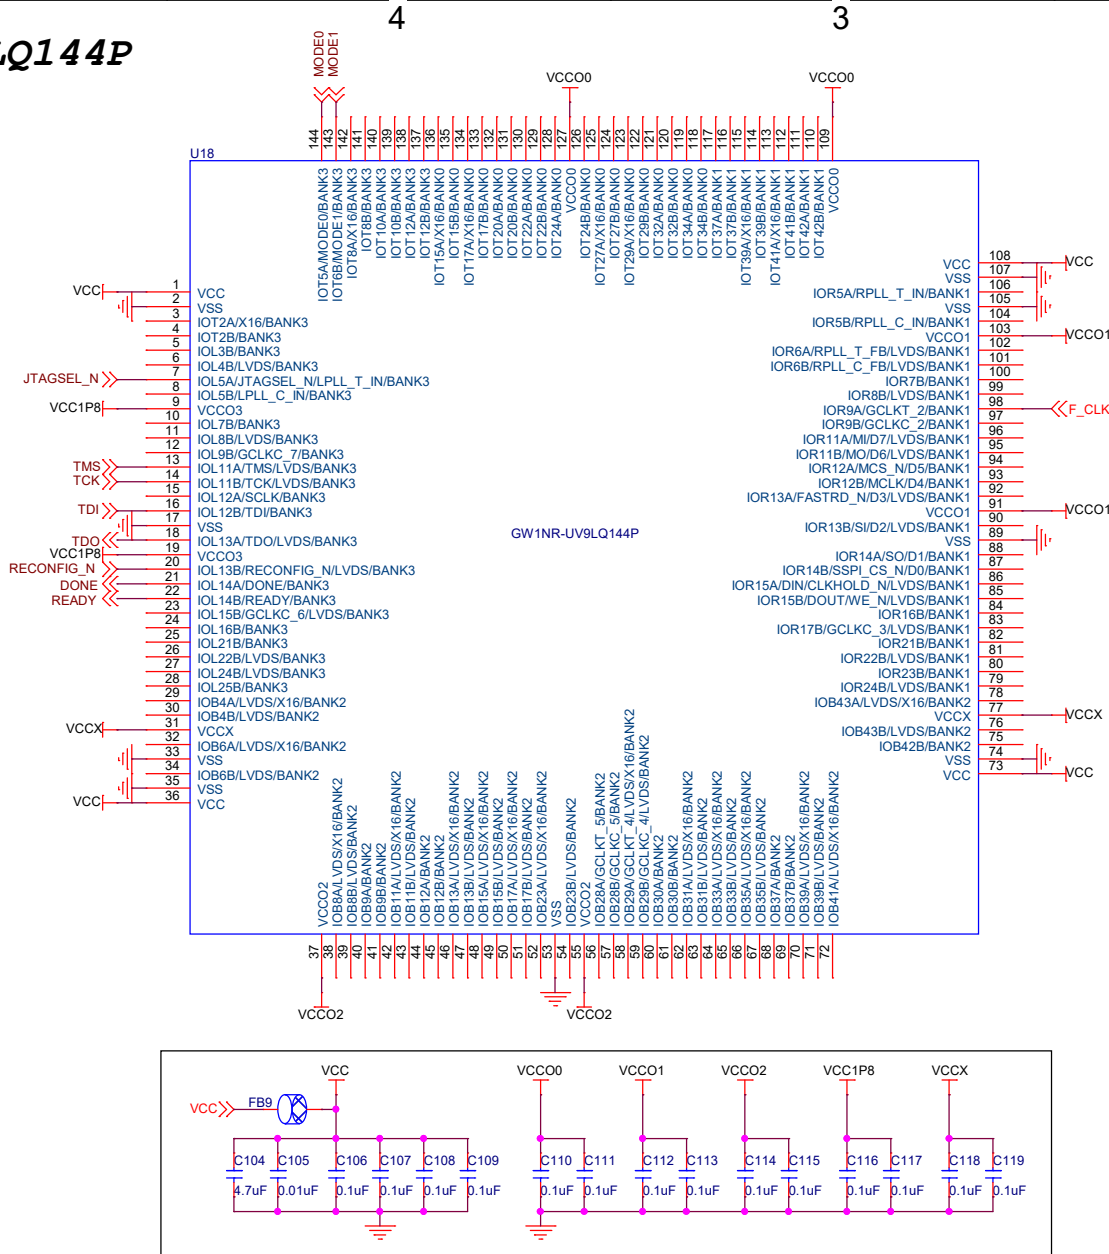 4
3
LQ144P
MODE0
MODE1
VCCO0
VCCO0
144
143
142
141
140
139
138
137
136
135
134
133
132
131
130
129
128
127
126
125
124
123
122
121
120
119
118
117
116
115
114
113
112
111
110
109
U18
IOT5A/MODE0/BANK3
IOT6B/MODE1/BANK3
IOT8A/X16/BANK3
IOT8B/BANK3
IOT10A/BANK3
IOT10B/BANK3
IOT12A/BANK3
IOT12B/BANK3
IOT15A/X16/BANK0
IOT15B/BANK0
IOT17A/X16/BANK0
IOT17B/BANK0
IOT20A/BANK0
IOT20B/BANK0
IOT22A/BANK0
IOT22B/BANK0
IOT24A/BANK0
VCCO0
IOT24B/BANK0
IOT27A/X16/BANK0
IOT27B/BANK0
IOT29A/X16/BANK0
IOT29B/BANK0
IOT32A/BANK0
IOT32B/BANK0
IOT34A/BANK0
IOT34B/BANK0
IOT37A/BANK1
IOT37B/BANK1
IOT39A/X16/BANK1
IOT39B/BANK1
IOT41A/X16/BANK1
IOT41B/BANK1
IOT42A/BANK1
IOT42B/BANK1
VCCO0
VCC 1 VCC
2 VSS
3 IOT2A/X16/BANK3
4 IOT2B/BANK3
5 IOL3B/BANK3
6 IOL4B/LVDS/BANK3
JTAGSEL_N 7 IOL5A/JTAGSEL_N/LPLL_T_IN/BANK3
8 IOL5B/LPLL_C_IN/BANK3
VCC1P8 9 VCCO3
10 IOL7B/BANK3
11 IOL8B/LVDS/BANK3
12 IOL9B/GCLKC_7/BANK3
TMS 13 IOL11A/TMS/LVDS/BANK3
TCK 14 IOL11B/TCK/LVDS/BANK3
15 IOL12A/SCLK/BANK3
TDI 16 IOL12B/TDI/BANK3
17 VSS
TDO 18 IOL13A/TDO/LVDS/BANK3
VCC1P8 19 VCCO3
RECONFIG_N 20 IOL13B/RECONFIG_N/LVDS/BANK3
DONE 21 IOL14A/DONE/BANK3
READY 22 IOL14B/READY/BANK3
23 IOL15B/GCLKC_6/LVDS/BANK3
24 IOL16B/BANK3
25 IOL21B/BANK3
26 IOL22B/LVDS/BANK3
27 IOL24B/LVDS/BANK3
28 IOL25B/BANK3
29 IOB4A/LVDS/X16/BANK2
30 IOB4B/LVDS/BANK2
VCCX 31 VCCX
32 IOB6A/LVDS/X16/BANK2
33 VSS
34 IOB6B/LVDS/BANK2
35 VSS
VCC 36 VCC
GW1NR-UV9LQ144P
VCC 108 VCC
VSS 107
IOR5A/RPLL_T_IN/BANK1 106
VSS 105
IOR5B/RPLL_C_IN/BANK1 104
VCCO1 103 VCCO1
IOR6A/RPLL_T_FB/LVDS/BANK1 102
IOR6B/RPLL_C_FB/LVDS/BANK1 101
IOR7B/BANK1 100
IOR8B/LVDS/BANK1 99
IOR9A/GCLKT_2/BANK1 98 F_CLK
IOR9B/GCLKC_2/BANK1 97
IOR11A/MI/D7/LVDS/BANK1 96
IOR11B/MO/D6/LVDS/BANK1 95
IOR12A/MCS_N/D5/BANK1 94
IOR12B/MCLK/D4/BANK1 93
IOR13A/FASTRD_N/D3/LVDS/BANK1 92
VCCO1 91 VCCO1
IOR13B/SI/D2/LVDS/BANK1 90
VSS 89
IOR14A/SO/D1/BANK1 88
IOR14B/SSPI_CS_N/D0/BANK1 87
IOR15A/DIN/CLKHOLD_N/LVDS/BANK1 86
IOR15B/DOUT/WE_N/LVDS/BANK1 85
IOR16B/BANK1 84
IOR17B/GCLKC_3/LVDS/BANK1 83
IOR21B/BANK1 82
IOR22B/LVDS/BANK1 81
IOR23B/BANK1 80
IOR24B/LVDS/BANK1 79
IOB43A/LVDS/X16/BANK2 78
VCCX 77 VCCX
IOB43B/LVDS/BANK2 76
IOB42B/BANK2 75
VSS 74
VCC 73 VCC
VCCO2
IOB8A/LVDS/X16/BANK2
IOB8B/LVDS/BANK2
IOB9A/BANK2
IOB9B/BANK2
IOB11A/LVDS/X16/BANK2
IOB11B/LVDS/BANK2
IOB12A/BANK2
IOB12B/BANK2
IOB13A/LVDS/X16/BANK2
IOB13B/LVDS/BANK2
IOB15A/LVDS/X16/BANK2
IOB15B/LVDS/BANK2
IOB17A/LVDS/X16/BANK2
IOB17B/LVDS/BANK2
IOB23A/LVDS/X16/BANK2
VSS
IOB23B/LVDS/BANK2
VCCO2
IOB28A/GCLKT_5/BANK2
IOB28B/GCLKC_5/BANK2
IOB29A/GCLKT_4/LVDS/X16/BANK2
IOB29B/GCLKC_4/LVDS/BANK2
IOB30A/BANK2
IOB30B/BANK2
IOB31A/LVDS/X16/BANK2
IOB31B/LVDS/BANK2
IOB33A/LVDS/X16/BANK2
IOB33B/LVDS/BANK2
IOB35A/LVDS/X16/BANK2
IOB35B/LVDS/BANK2
IOB37A/BANK2
IOB37B/BANK2
IOB39A/LVDS/X16/BANK2
IOB39B/LVDS/BANK2
IOB41A/LVDS/X16/BANK2
37
38
39
40
41
42
43
44
45
46
47
48
49
50
51
52
53
54
55
56
57
58
59
60
61
62
63
64
65
66
67
68
69
70
71
72
VCCO2
VCCO2
VCC VCCO0 VCCO1 VCCO2 VCC1P8 VCCX
VCC FB9
C104 C105 C106 C107 C108 C109 C110 C111 C112 C113 C114 C115 C116 C117 C118 C119
4.7uF 0.01uF 0.1uF 0.1uF 0.1uF 0.1uF 0.1uF 0.1uF 0.1uF 0.1uF 0.1uF 0.1uF 0.1uF 0.1uF 0.1uF 0.1uF